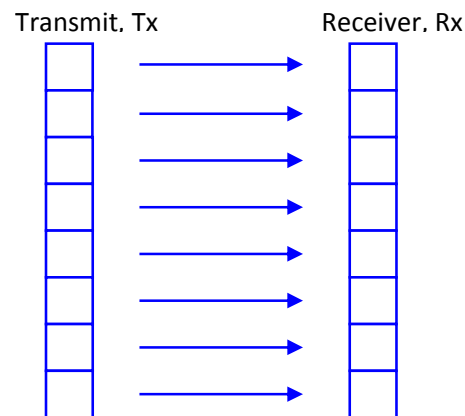 Transmit, Tx
Receiver, Rx